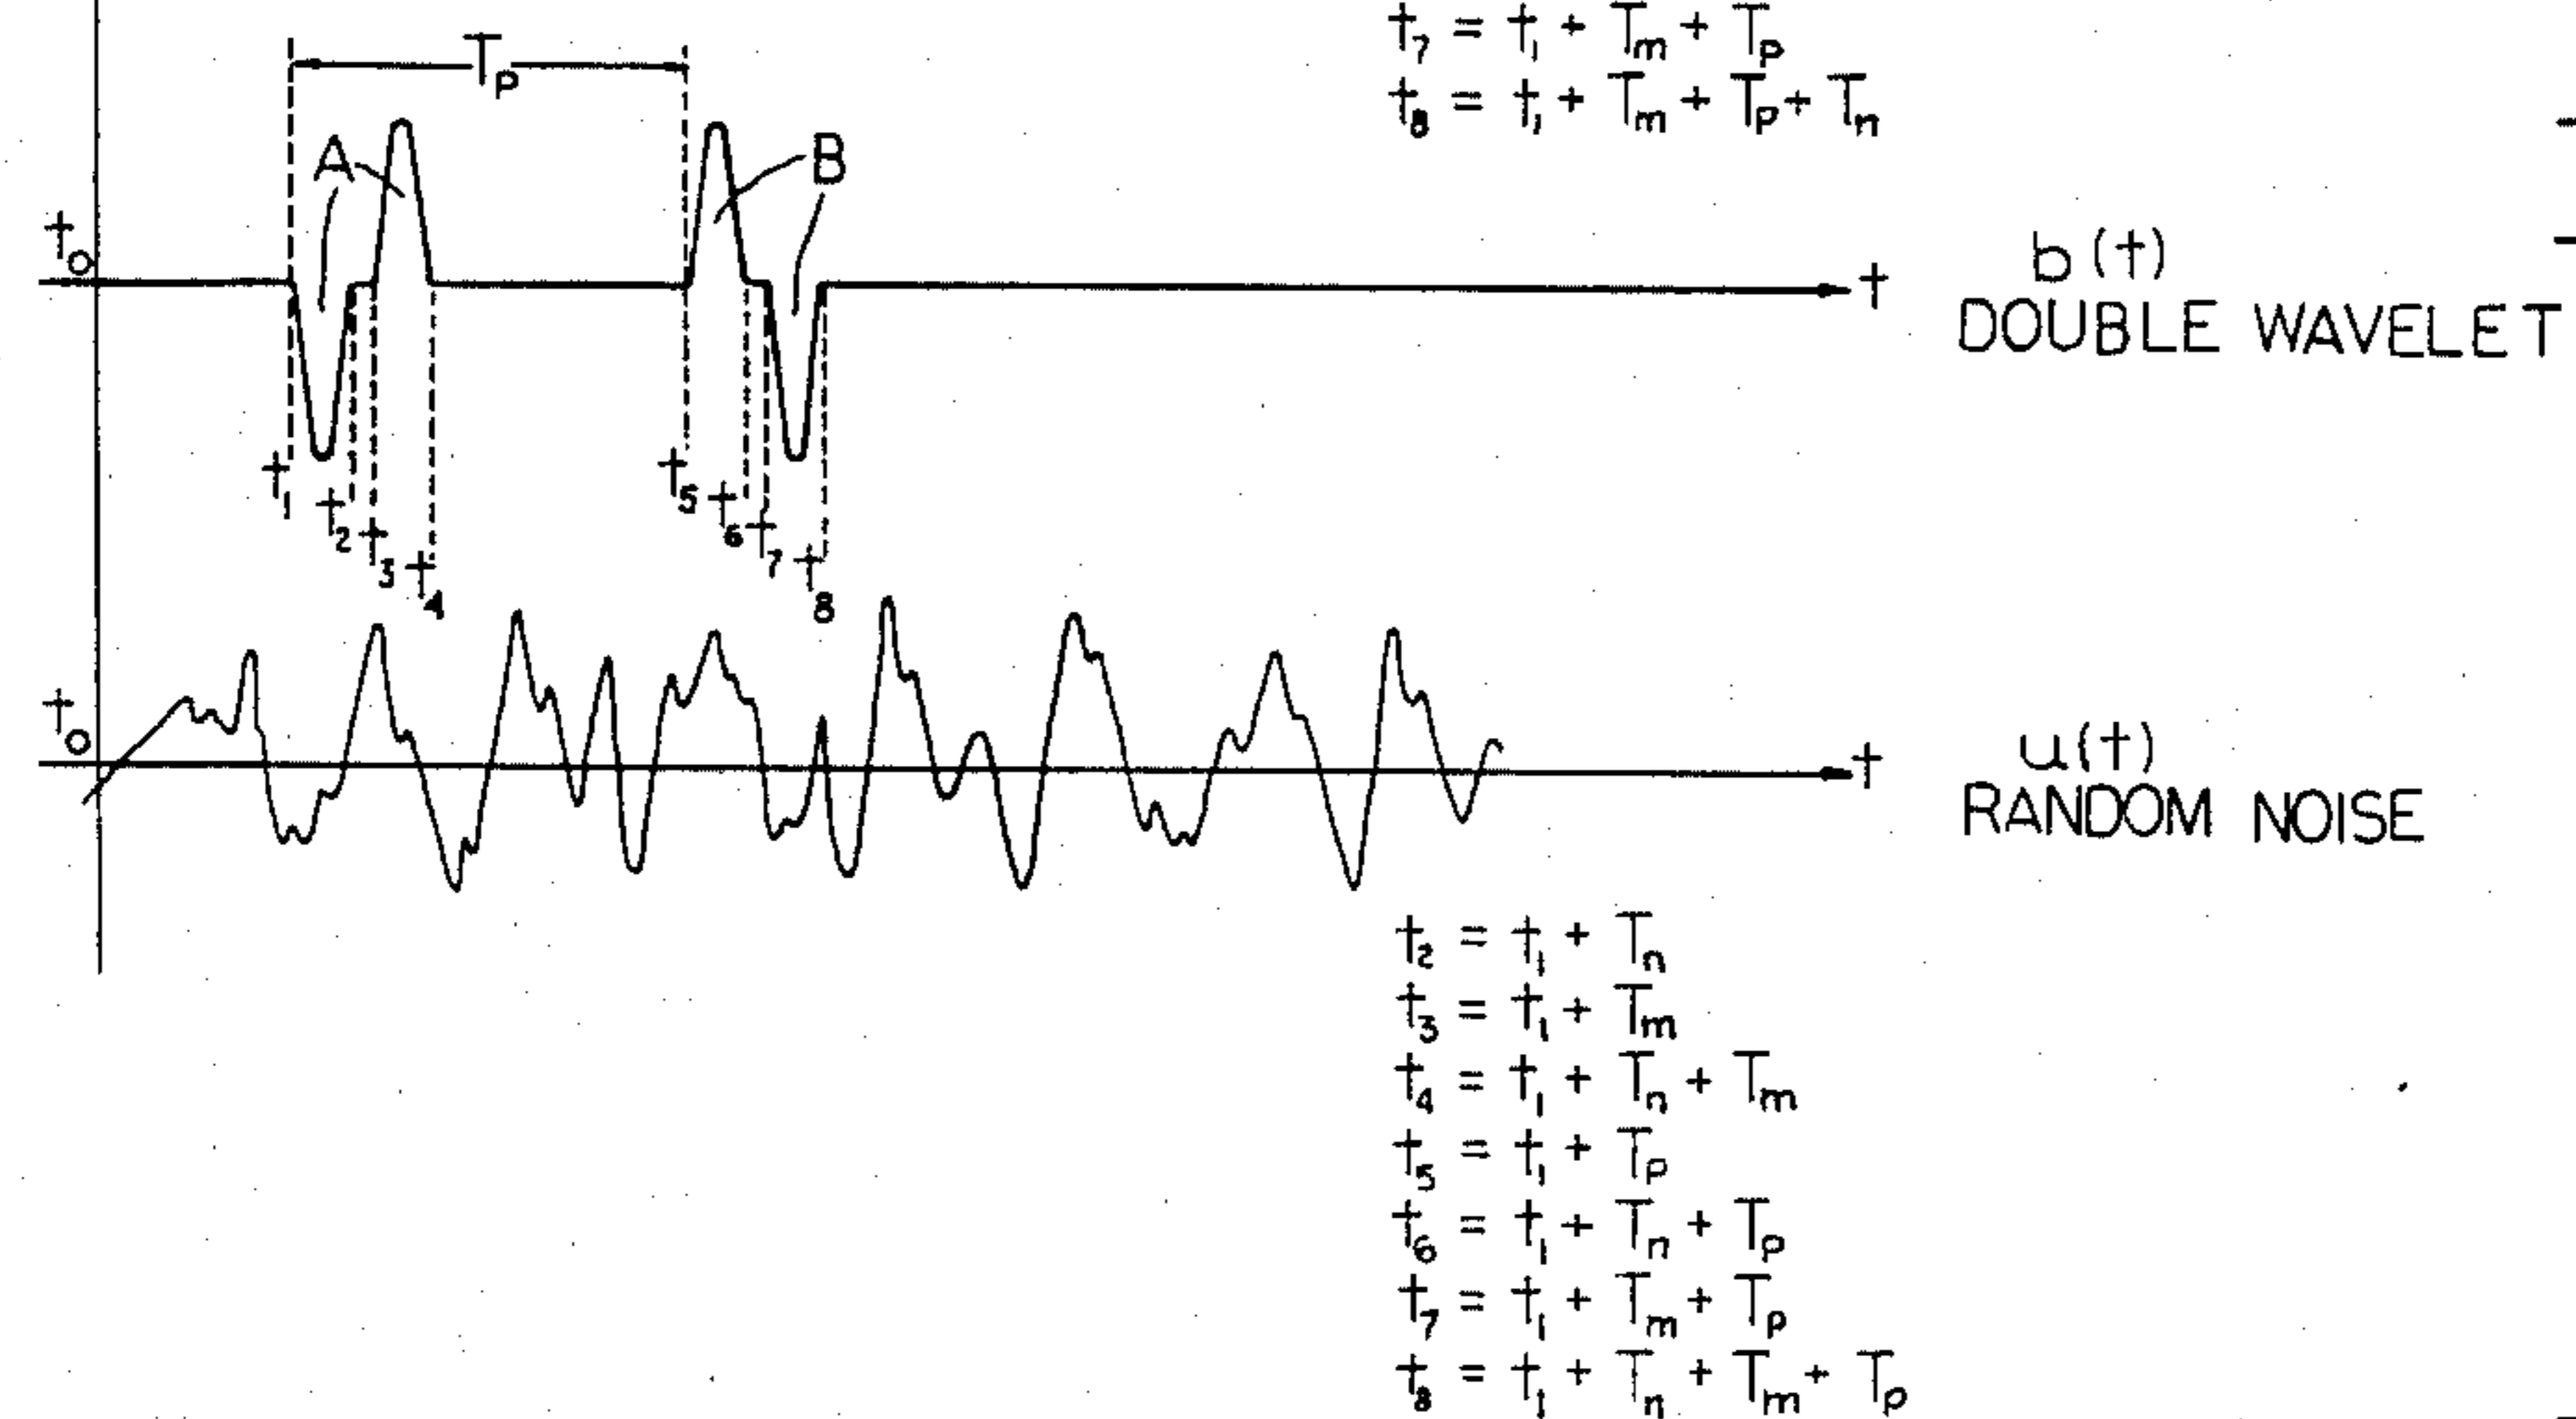 t₇ = t₁ + Tₘ + Tₚ
t₈ = t₁ + Tₘ + Tₚ + Tₙ
Tₚ
A
B
t₀
t
b(t)
DOUBLE WAVELET
t₁
t₂
t₃
t₄
t₅
t₆
t₇
t₈
t₀
t
u(t)
RANDOM NOISE
t₂ = t₁ + Tₙ
t₃ = t₁ + Tₘ
t₄ = t₁ + Tₙ + Tₘ
t₅ = t₁ + Tₚ
t₆ = t₁ + Tₙ + Tₚ
t₇ = t₁ + Tₘ + Tₚ
t₈ = t₁ + Tₙ + Tₘ + Tₚ